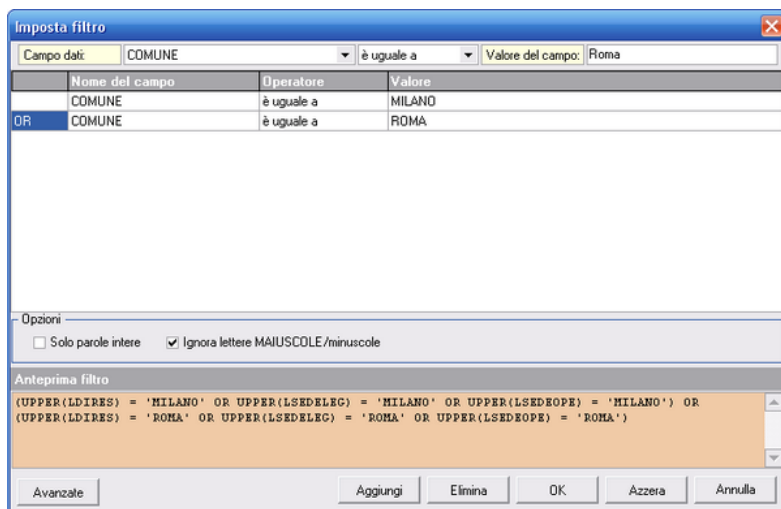 Imposta filtro
Campo dati: COMUNE è uguale a Valore del campo: Roma
Nome del campo Operatore Valore
COMUNE è uguale a MILANO
OR COMUNE è uguale a ROMA
Opzioni
Solo parole intere Ignora lettere MAIUSCOLE/minuscole
Anteprima filtro
(UPPER(LDIRES) = 'MILANO' OR UPPER(LSEDELEG) = 'MILANO' OR UPPER(LSEDEOPE) = 'MILANO') OR
(UPPER(LDIRES) = 'ROMA' OR UPPER(LSEDELEG) = 'ROMA' OR UPPER(LSEDEOPE) = 'ROMA')
Avanzate Aggiungi Elimina OK Azzera Annulla